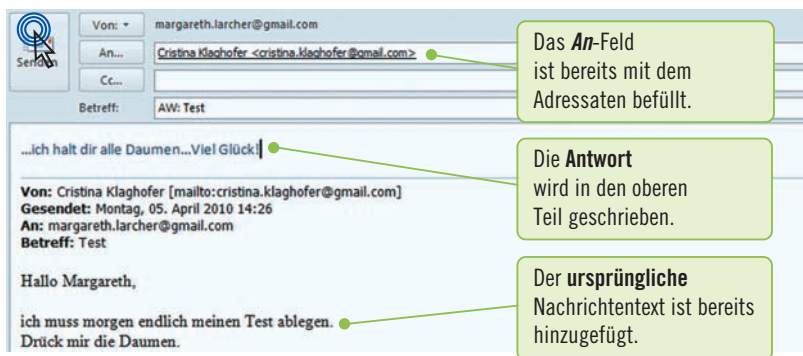 Von: margareth.larcher@gmail.com
Senden
An... Cristina Klaghofer <cristina.klaghofer@gmail.com>
Cc...
Betreff: AW: Test
Das An-Feld
ist bereits mit dem
Adressaten befüllt.
...ich halt dir alle Daumen...Viel Glück!
Die Antwort
wird in den oberen
Teil geschrieben.
Von: Cristina Klaghofer [mailto:cristina.klaghofer@gmail.com]
Gesendet: Montag, 05. April 2010 14:26
An: margareth.larcher@gmail.com
Betreff: Test
Hallo Margareth,
ich muss morgen endlich meinen Test ablegen.
Drück mir die Daumen.
Der ursprüngliche
Nachrichtentext ist bereits
hinzugefügt.